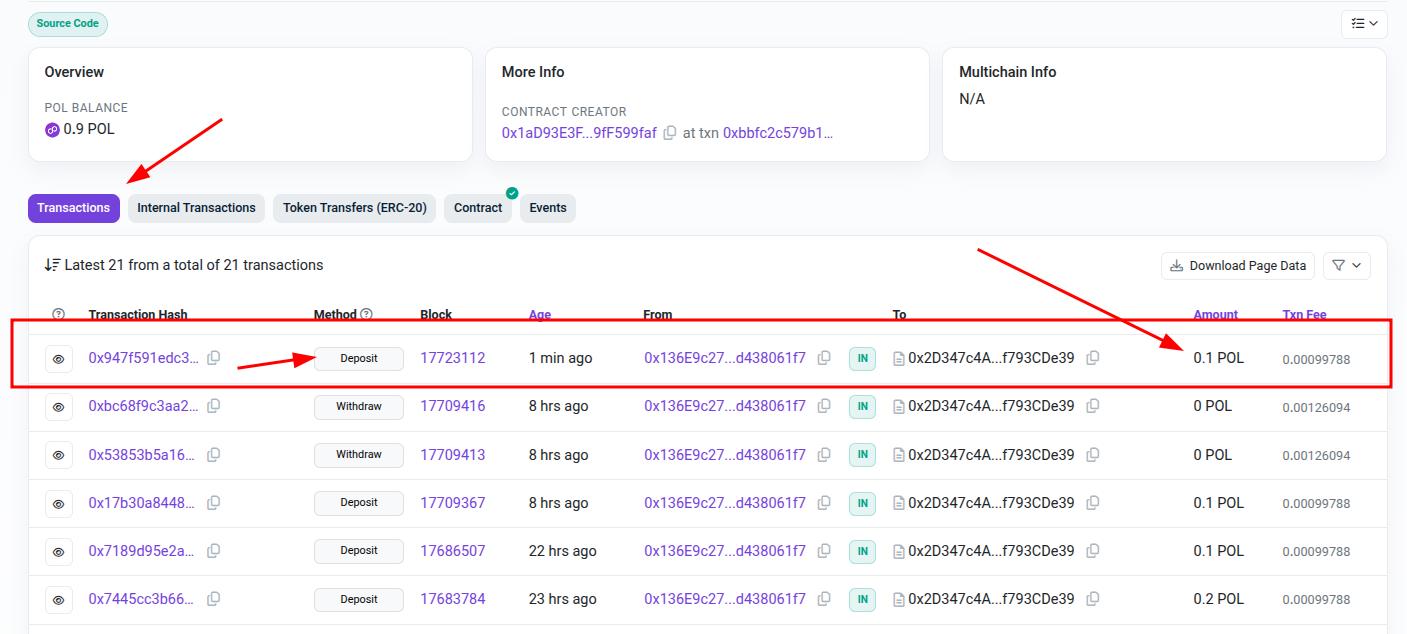 Source Code
Overview
POL BALANCE
0.9 POL
More Info
CONTRACT CREATOR
0x1aD93E3F...9fF599faf at txn 0xbbfc2c579b1...
Multichain Info
N/A
Transactions Internal Transactions Token Transfers (ERC-20) Contract Events
Latest 21 from a total of 21 transactions Download Page Data
Transaction Hash Method Block Age From To Amount Txn Fee
0x947f591edc3... Deposit 17723112 1 min ago 0x136E9c27...d438061f7 IN 0x2D347c4A...f793CDe39 0.1 POL 0.00099788
0xbc68f9c3aa2... Withdraw 17709416 8 hrs ago 0x136E9c27...d438061f7 IN 0x2D347c4A...f793CDe39 0 POL 0.00126094
0x53853b5a16... Withdraw 17709413 8 hrs ago 0x136E9c27...d438061f7 IN 0x2D347c4A...f793CDe39 0 POL 0.00126094
0x17b30a8448... Deposit 17709367 8 hrs ago 0x136E9c27...d438061f7 IN 0x2D347c4A...f793CDe39 0.1 POL 0.00099788
0x7189d95e2a... Deposit 17686507 22 hrs ago 0x136E9c27...d438061f7 IN 0x2D347c4A...f793CDe39 0.1 POL 0.00099788
0x7445cc3b66... Deposit 17683784 23 hrs ago 0x136E9c27...d438061f7 IN 0x2D347c4A...f793CDe39 0.2 POL 0.00099788